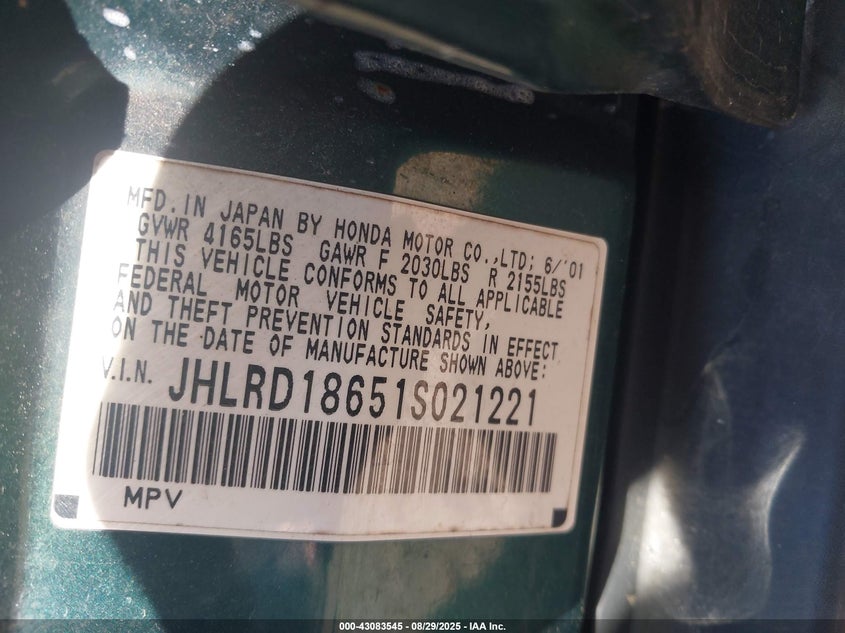 MFD. IN JAPAN BY HONDA MOTOR CO.,LTD; 6/'01
GVWR 4165LBS GAWR F 2030LBS R 2155LBS
THIS VEHICLE CONFORMS TO ALL APPLICABLE
FEDERAL MOTOR VEHICLE SAFETY,
AND THEFT PREVENTION STANDARDS IN EFFECT
ON THE DATE OF MANUFACTURE SHOWN ABOVE:
V.I.N. JHLRD18651S021221
MPV
000-43083545 - 08/29/2025 - IAA Inc.